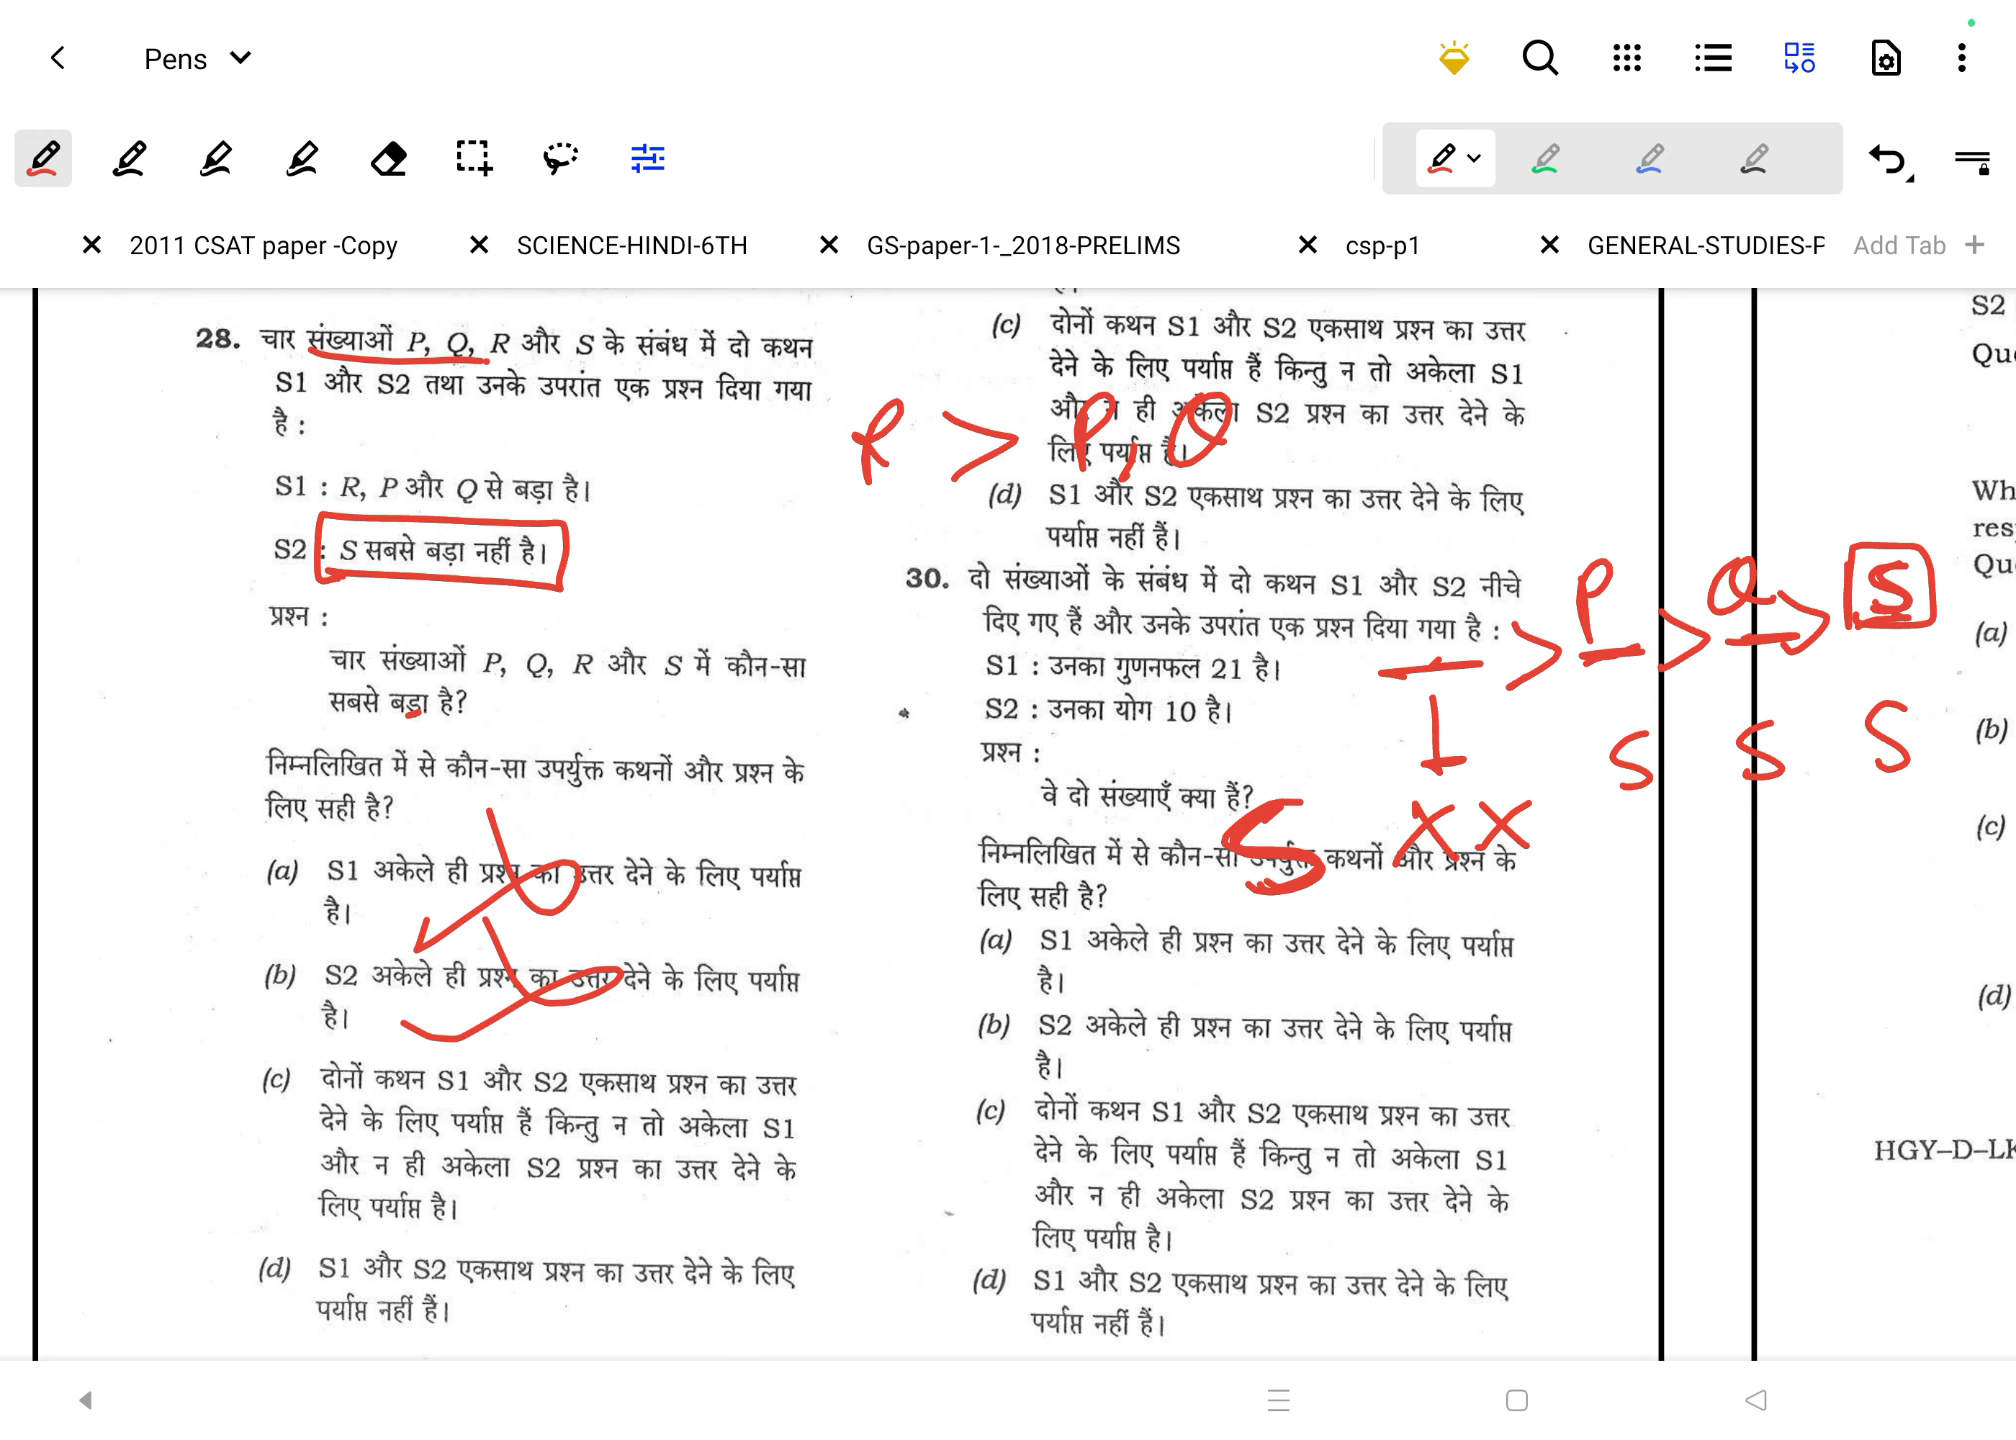 Pens
2011 CSAT paper -Copy
SCIENCE-HINDI-6TH
GS-paper-1-_2018-PRELIMS
csp-p1
GENERAL-STUDIES-P
Add Tab +
28. चार संख्याओं P, Q, R और S के संबंध में दो कथन
S1 और S2 तथा उनके उपरांत एक प्रश्न दिया गया
है :
S1 : R, P और Q से बड़ा है।
S2 : S सबसे बड़ा नहीं है।
प्रश्न :
चार संख्याओं P, Q, R और S में कौन-सा
सबसे बड़ा है?
निम्नलिखित में से कौन-सा उपर्युक्त कथनों और प्रश्न के
लिए सही है?
(a) S1 अकेले ही प्रश्न का उत्तर देने के लिए पर्याप्त
है।
(b) S2 अकेले ही प्रश्न का उत्तर देने के लिए पर्याप्त
है।
(c) दोनों कथन S1 और S2 एकसाथ प्रश्न का उत्तर
देने के लिए पर्याप्त हैं किन्तु न तो अकेला S1
और न ही अकेला S2 प्रश्न का उत्तर देने के
लिए पर्याप्त है।
(d) S1 और S2 एकसाथ प्रश्न का उत्तर देने के लिए
पर्याप्त नहीं हैं।
(c) दोनों कथन S1 और S2 एकसाथ प्रश्न का उत्तर
देने के लिए पर्याप्त हैं किन्तु न तो अकेला S1
और न ही अकेला S2 प्रश्न का उत्तर देने के
लिए पर्याप्त है।
R > P, Q
(d) S1 और S2 एकसाथ प्रश्न का उत्तर देने के लिए
पर्याप्त नहीं हैं।
30. दो संख्याओं के संबंध में दो कथन S1 और S2 नीचे
दिए गए हैं और उनके उपरांत एक प्रश्न दिया गया है :
S1 : उनका गुणनफल 21 है।
S2 : उनका योग 10 है।
प्रश्न :
वे दो संख्याएँ क्या हैं?
निम्नलिखित में से कौन-सा उपर्युक्त कथनों और प्रश्न के
लिए सही है?
(a) S1 अकेले ही प्रश्न का उत्तर देने के लिए पर्याप्त
है।
(b) S2 अकेले ही प्रश्न का उत्तर देने के लिए पर्याप्त
है।
(c) दोनों कथन S1 और S2 एकसाथ प्रश्न का उत्तर
देने के लिए पर्याप्त हैं किन्तु न तो अकेला S1
और न ही अकेला S2 प्रश्न का उत्तर देने के
लिए पर्याप्त है।
(d) S1 और S2 एकसाथ प्रश्न का उत्तर देने के लिए
पर्याप्त नहीं हैं।
> P > Q > S
S S S
S X X
S2
Que
Wh
res
Qu
(a)
(b)
(c)
(d)
HGY–D–LK